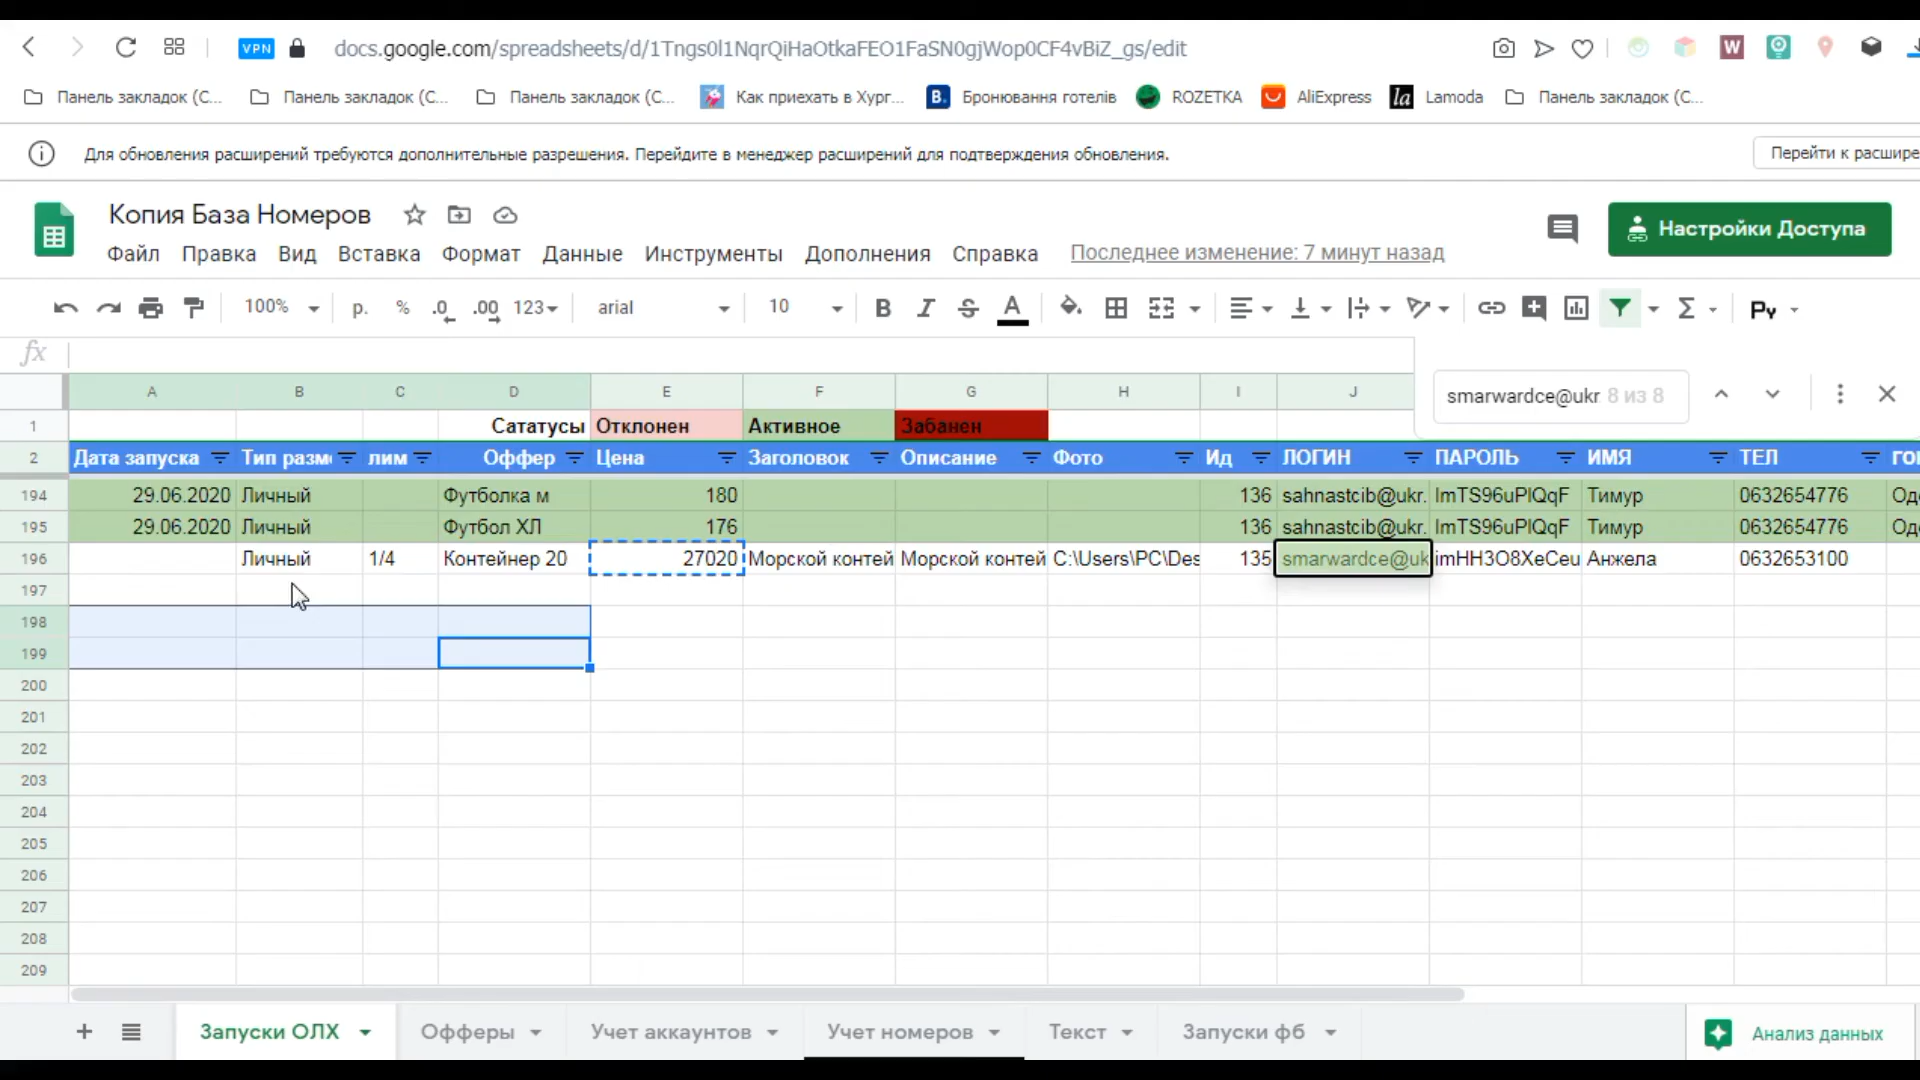 VPN docs.google.com/spreadsheets/d/1Tngs0l1NqrQiHaOtkaFEO1FaSN0gjWop0CF4vBiZ_gs/edit
Панель закладок (С... Панель закладок (С... Панель закладок (С... Как приехать в Хург... B. Бронювання готелів ROZETKA AliExpress la Lamoda Панель закладок (С...
Для обновления расширений требуются дополнительные разрешения. Перейдите в менеджер расширений для подтверждения обновления. Перейти к расшире
Копия База Номеров
Настройки Доступа
Файл Правка Вид Вставка Формат Данные Инструменты Дополнения Справка Последнее изменение: 7 минут назад
100% р. % .0 .00 123 arial 10 B I S A Σ Ру
fx
smarwardce@ukr 8 из 8
A B C D E F G H I J
1 Сататусы Отклонен Активное Забанен
2 Дата запуска Тип разм лим Оффер Цена Заголовок Описание Фото Ид ЛОГИН ПАРОЛЬ ИМЯ ТЕЛ
194 29.06.2020 Личный Футболка м 180 136 sahnastcib@ukr. ImTS96uPlQqF Тимур 0632654776 Од
195 29.06.2020 Личный Футбол ХЛ 176 136 sahnastcib@ukr. ImTS96uPlQqF Тимур 0632654776 Од
196 Личный 1/4 Контейнер 20 27020 Морской контей Морской контей C:\Users\PC\Des 135 smarwardce@uk imHH3O8XeCeu Анжела 0632653100
197
198
199
200
201
202
203
204
205
206
207
208
209
Запуски ОЛХ Офферы Учет аккаунтов Учет номеров Текст Запуски фб Анализ данных